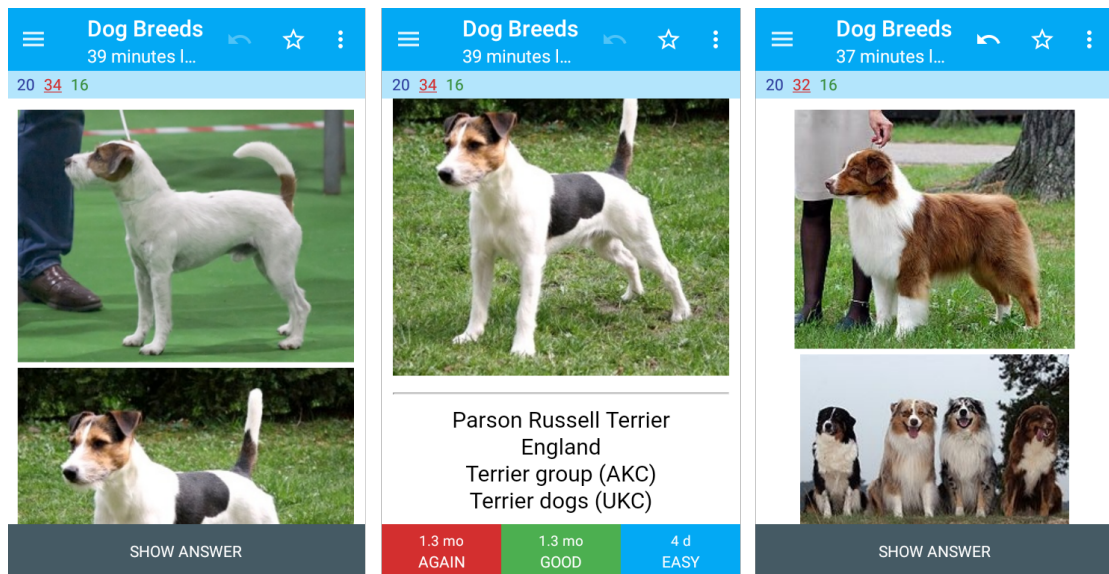 Dog Breeds
39 minutes l...
20 34 16
SHOW ANSWER
Dog Breeds
39 minutes l...
20 34 16
Parson Russell Terrier
England
Terrier group (AKC)
Terrier dogs (UKC)
1.3 mo 1.3 mo 4 d
AGAIN GOOD EASY
Dog Breeds
37 minutes l...
20 32 16
SHOW ANSWER